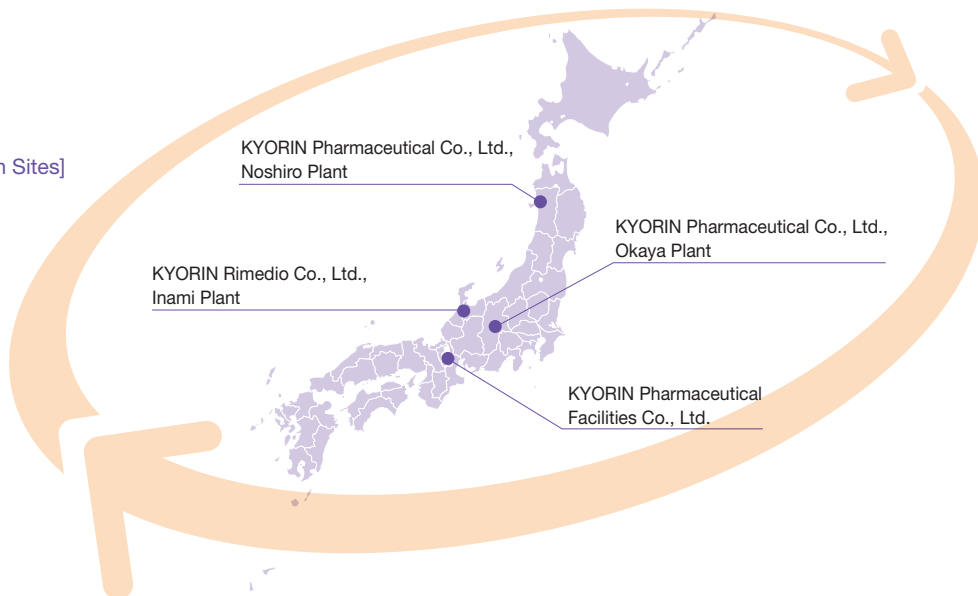 Sites]
KYORIN Pharmaceutical Co., Ltd.,
Noshiro Plant
KYORIN Pharmaceutical Co., Ltd.,
Okaya Plant
KYORIN Rimedio Co., Ltd.,
Inami Plant
KYORIN Pharmaceutical
Facilities Co., Ltd.